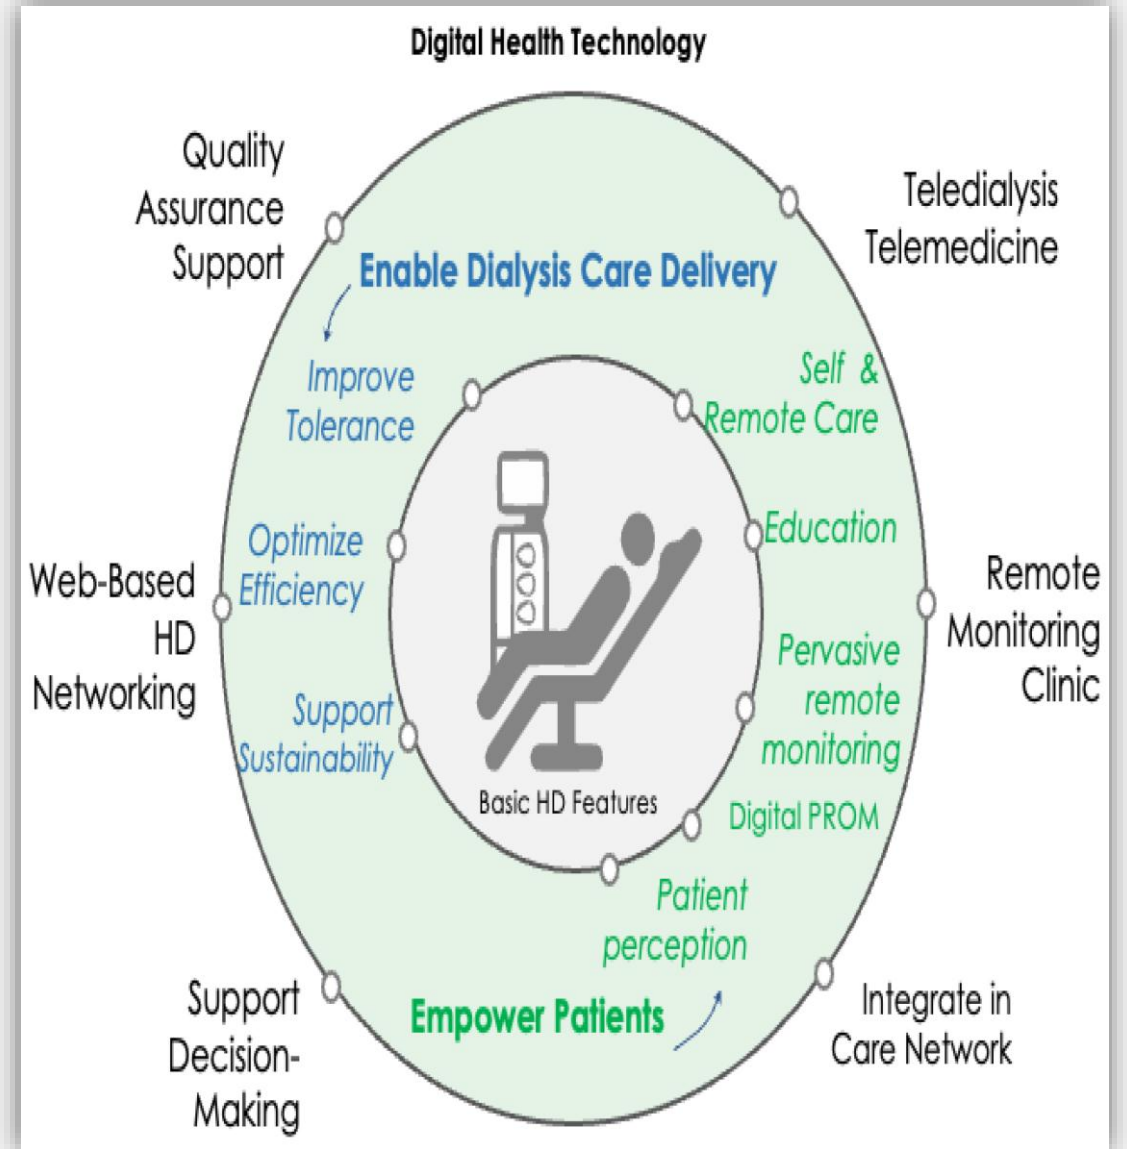 Digital Health Technology
Quality
Assurance
Support
Teledialysis
Telemedicine
Enable Dialysis Care Delivery
Improve
Tolerance
Self &
Remote Care
Optimize
Efficiency
Education
Web-Based
HD
Networking
Remote
Monitoring
Clinic
Support
Sustainability
Pervasive
remote
monitoring
Basic HD Features
Digital PROM
Patient
perception
Empower Patients
Support
Decision-
Making
Integrate in
Care Network